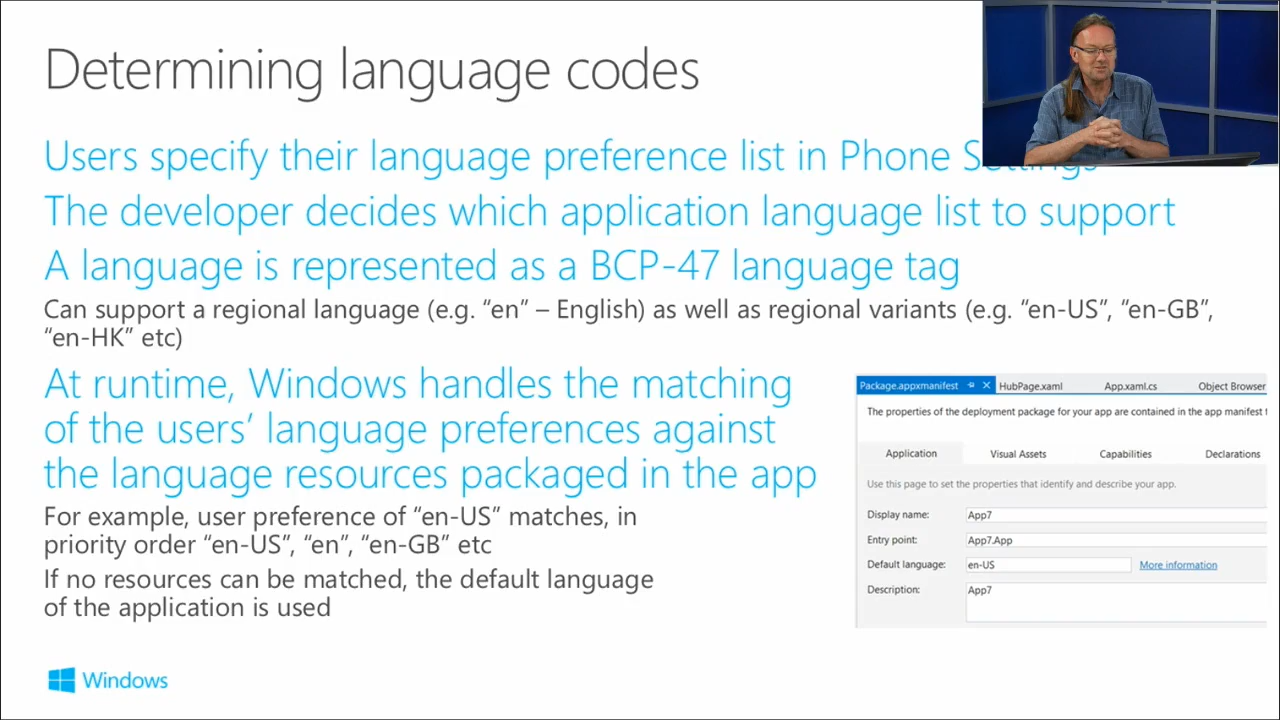 Determining language codes
Users specify their language preference list in Phone Settings
The developer decides which application language list to support
A language is represented as a BCP-47 language tag
Can support a regional language (e.g. “en” – English) as well as regional variants (e.g. “en-US”, “en-GB”,
“en-HK” etc)
At runtime, Windows handles the matching
of the users’ language preferences against
the language resources packaged in the app
For example, user preference of “en-US” matches, in
priority order “en-US”, “en”, “en-GB” etc
If no resources can be matched, the default language
of the application is used
Package.appxmanifest HubPage.xaml App.xaml.cs Object Browser
The properties of the deployment package for your app are contained in the app manifest f
Application Visual Assets Capabilities Declarations
Use this page to set the properties that identify and describe your app.
Display name: App7
Entry point: App7.App
Default language: en-US More information
Description: App7
Windows